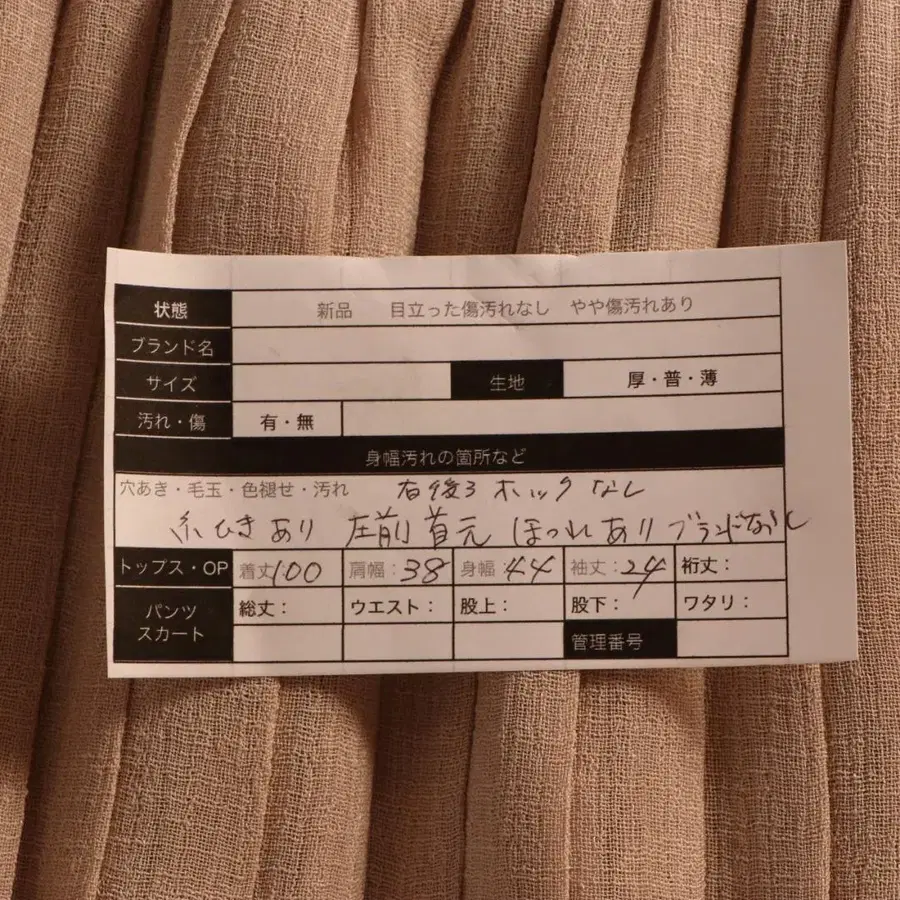 状態 新品 目立った傷汚れなし やや傷汚れあり
ブランド名
サイズ 生地 厚・普・薄
汚れ・傷 有・無
身幅汚れの箇所など
穴あき・毛玉・色褪せ・汚れ 右後ろ ホック なし
糸ひき あり 左前 首元 ほつれあり ブランドなし
トップス・OP 着丈:100 肩幅:38 身幅:44 袖丈:24 裄丈:
パンツ 総丈: ウエスト: 股上: 股下: ワタリ:
スカート
管理番号